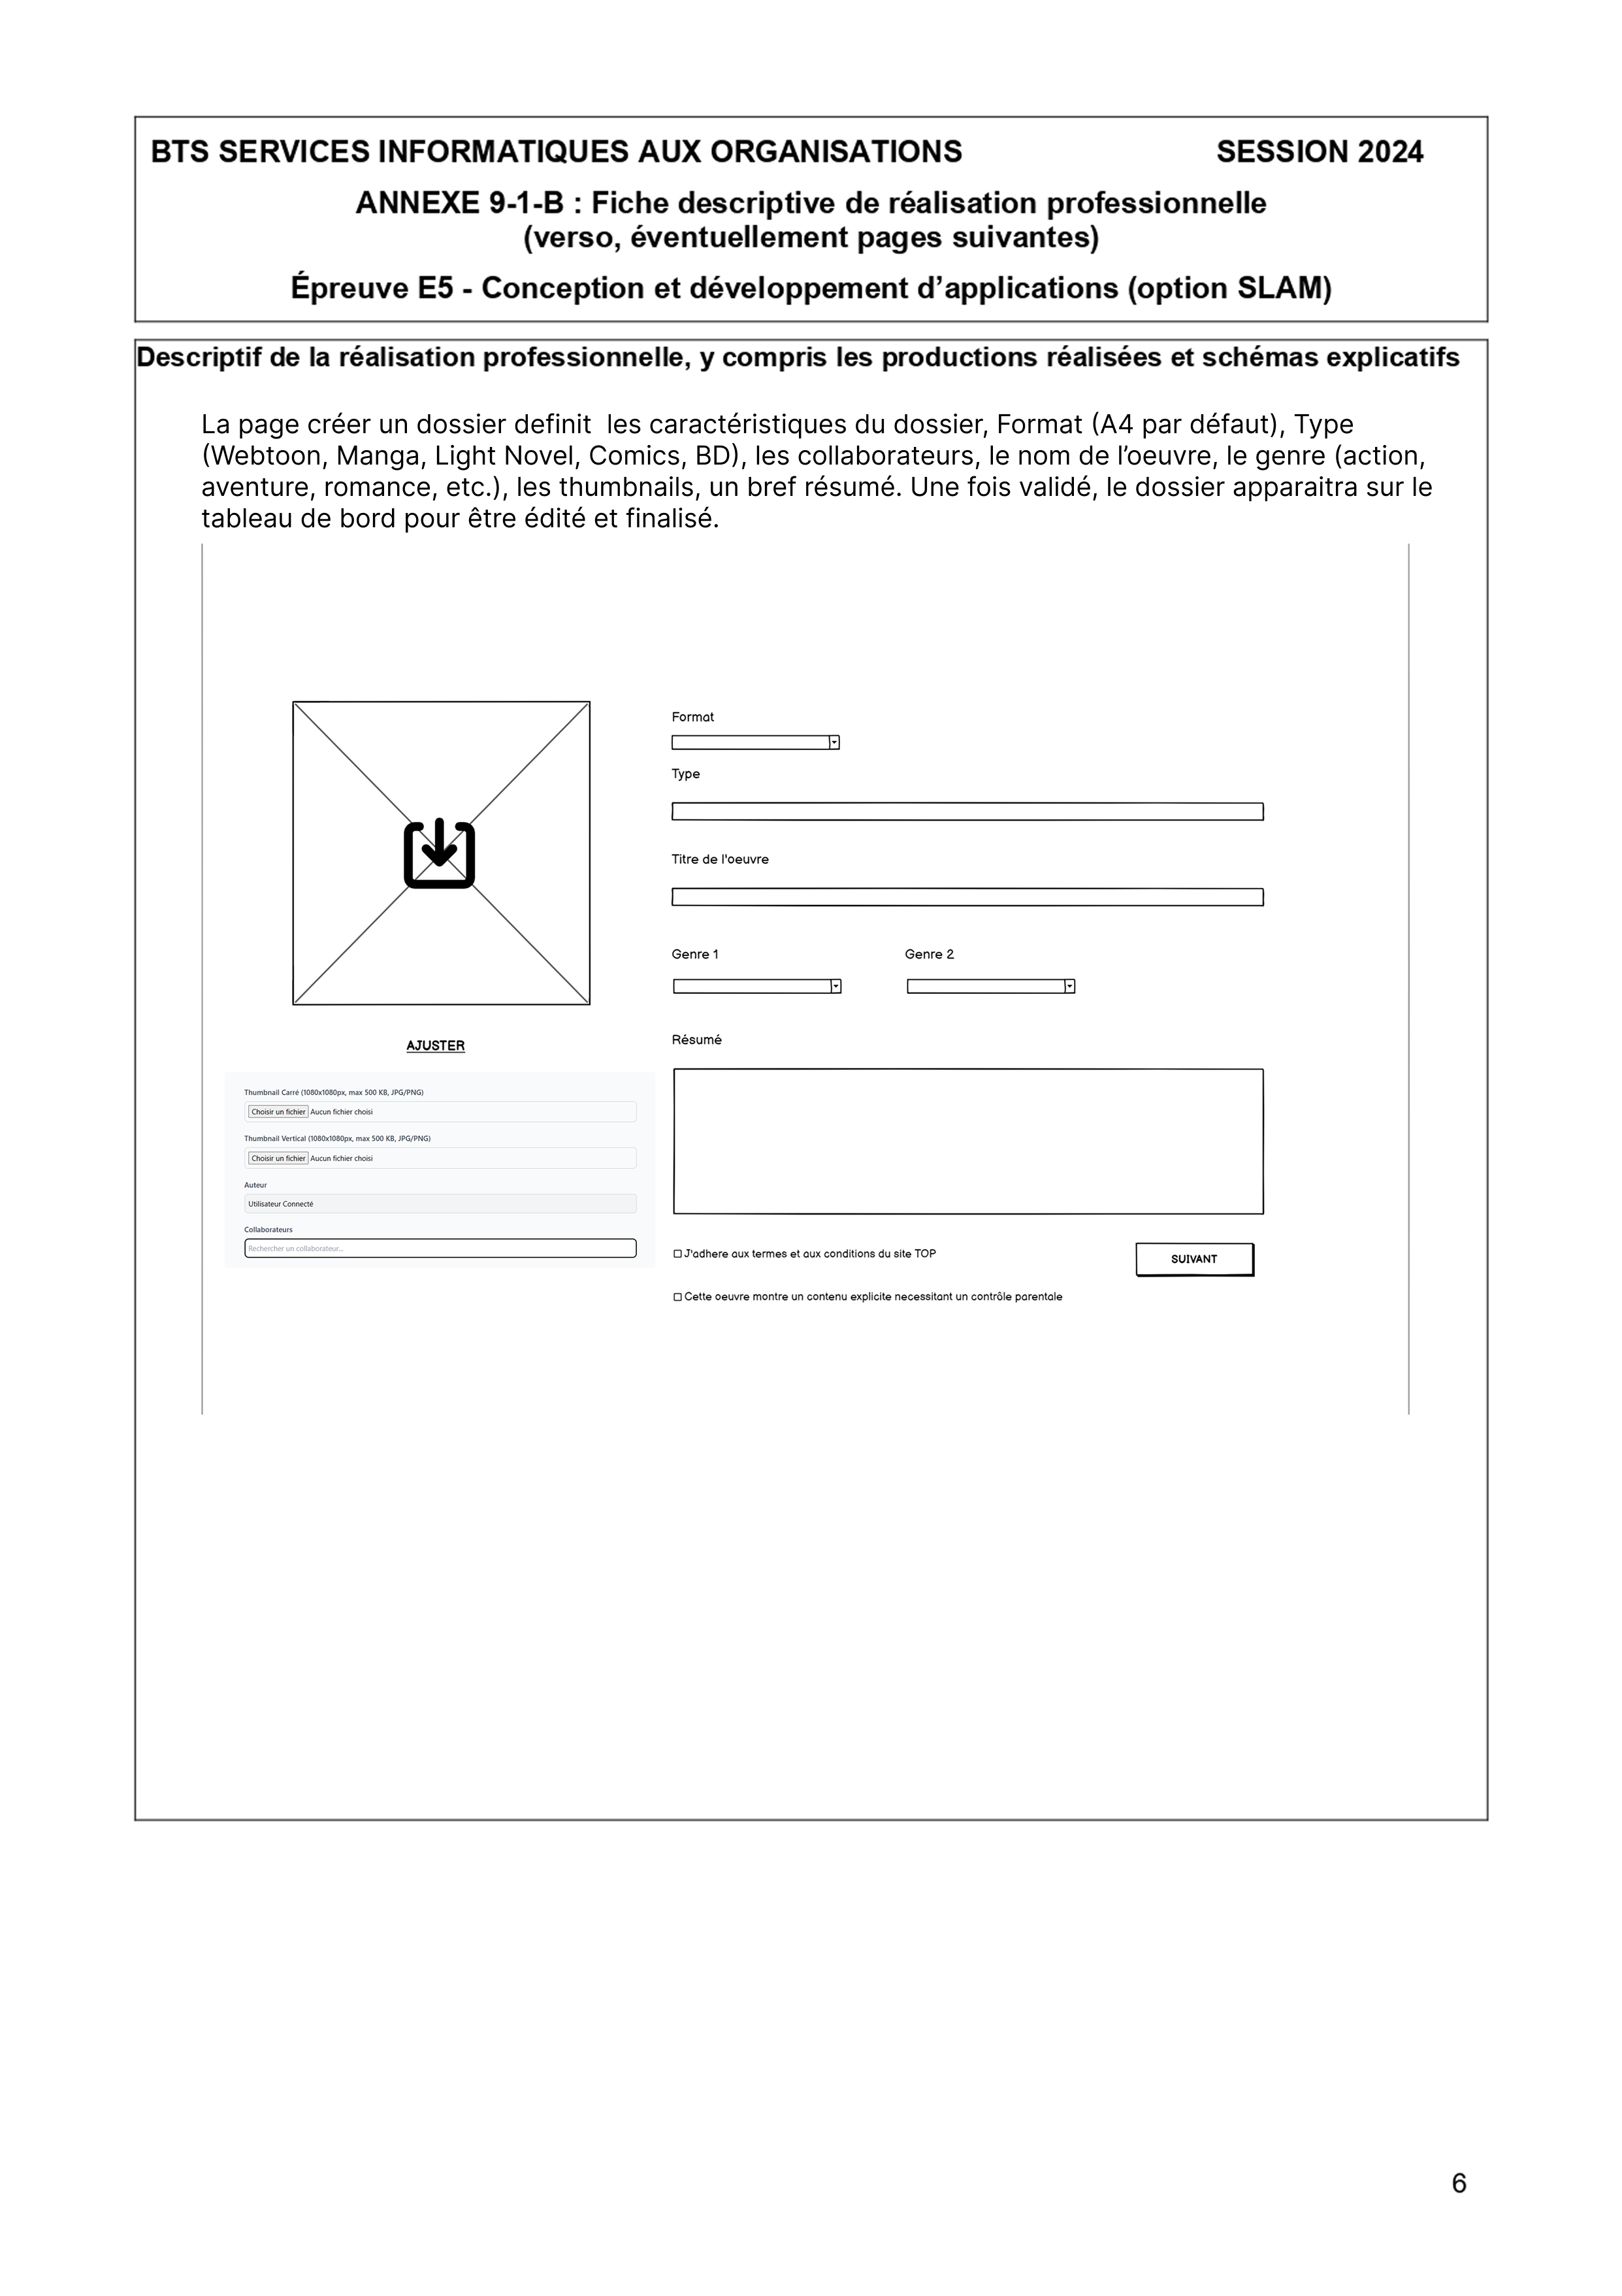 BTS SERVICES INFORMATIQUES AUX ORGANISATIONS SESSION 2024
ANNEXE 9-1-B : Fiche descriptive de réalisation professionnelle
(verso, éventuellement pages suivantes)
Épreuve E5 - Conception et développement d’applications (option SLAM)
Descriptif de la réalisation professionnelle, y compris les productions réalisées et schémas explicatifs
La page créer un dossier definit les caractéristiques du dossier, Format (A4 par défaut), Type
(Webtoon, Manga, Light Novel, Comics, BD), les collaborateurs, le nom de l’oeuvre, le genre (action,
aventure, romance, etc.), les thumbnails, un bref résumé. Une fois validé, le dossier apparaitra sur le
tableau de bord pour être édité et finalisé.
AJUSTER
Thumbnail Carré (1080x1080px, max 500 KB, JPG/PNG)
Choisir un fichier Aucun fichier choisi
Thumbnail Vertical (1080x1080px, max 500 KB, JPG/PNG)
Choisir un fichier Aucun fichier choisi
Auteur
Utilisateur Connecté
Collaborateurs
Rechercher un collaborateur...
Format
Type
Titre de l'oeuvre
Genre 1 Genre 2
Résumé
J'adhere aux termes et aux conditions du site TOP
SUIVANT
Cette oeuvre montre un contenu explicite necessitant un contrôle parentale
6